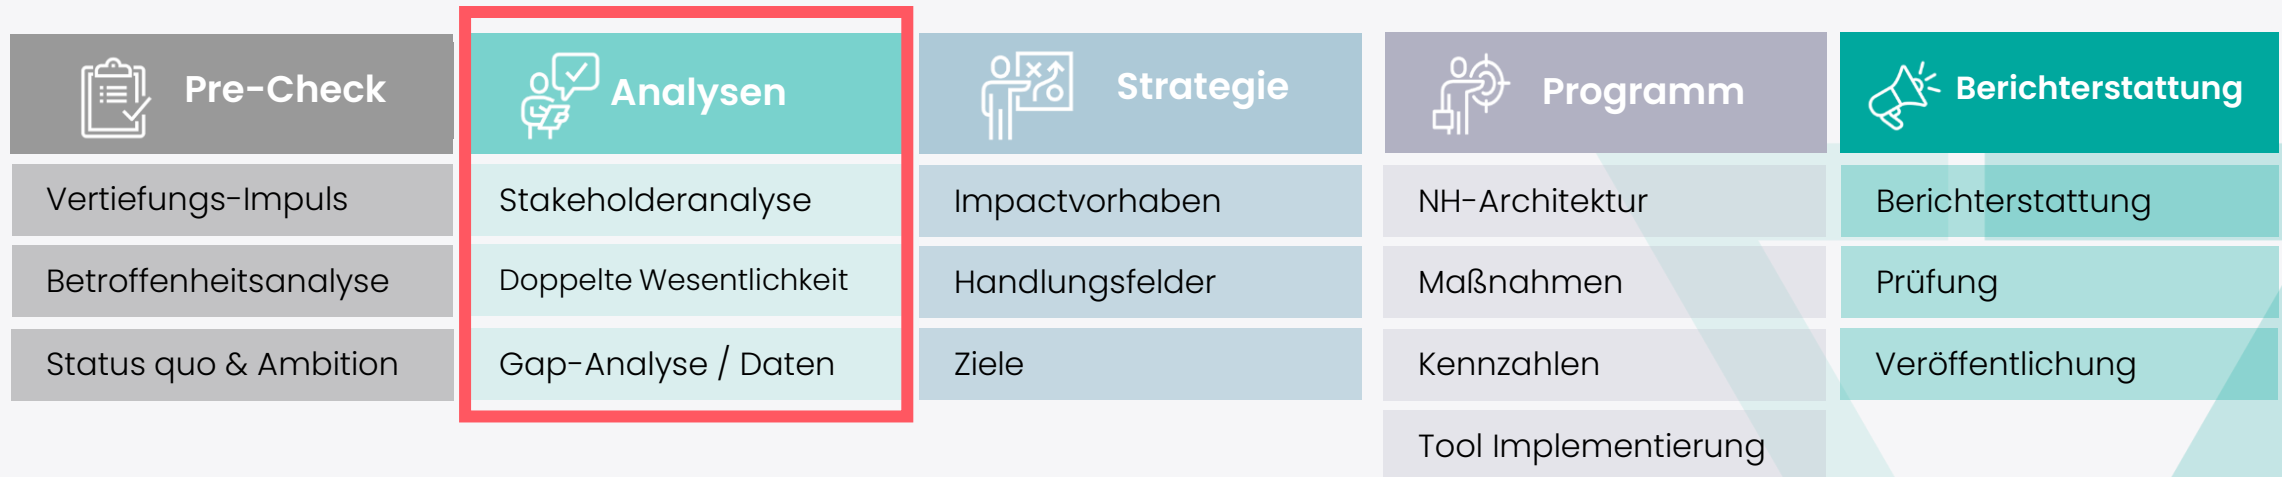 Pre-Check
Vertiefungs-Impuls
Betroffenheitsanalyse
Status quo & Ambition
Analysen
Stakeholderanalyse
Doppelte Wesentlichkeit
Gap-Analyse / Daten
Strategie
Impactvorhaben
Handlungsfelder
Ziele
Programm
NH-Architektur
Maßnahmen
Kennzahlen
Tool Implementierung
Berichterstattung
Berichterstattung
Prüfung
Veröffentlichung